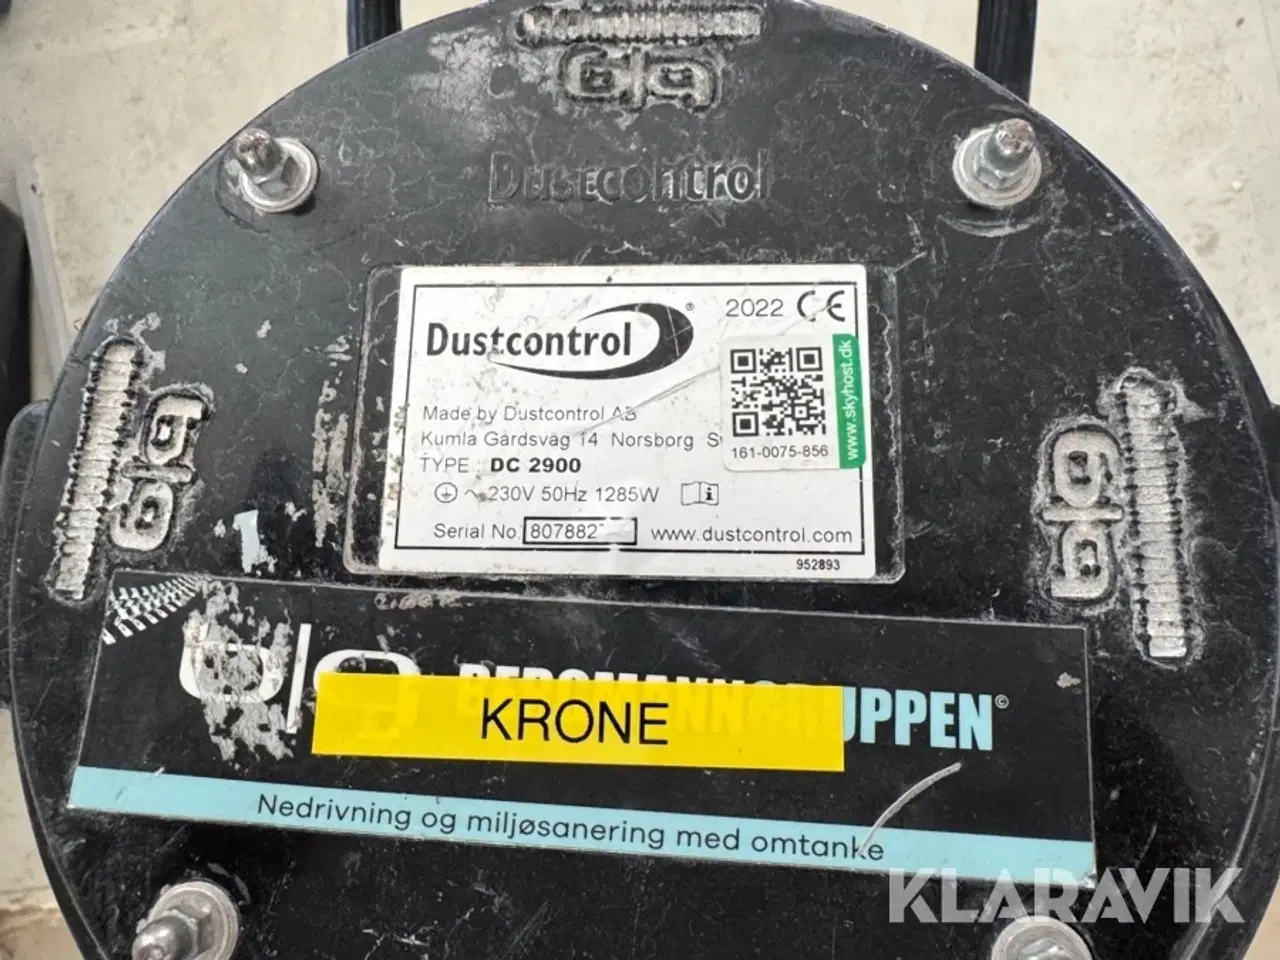 Dustcontrol
2022 CE
Dustcontrol®
www.skyhost.dk
161-0075-856
Made by Dustcontrol AB
Kumla Gårdsväg 14 Norsborg
TYPE : DC 2900
~ 230V 50Hz 1285W
Serial No. 807882
www.dustcontrol.com
952893
BERGMANNGRUPPEN©
KRONE
Nedrivning og miljøsanering med omtanke
KLARAVIK